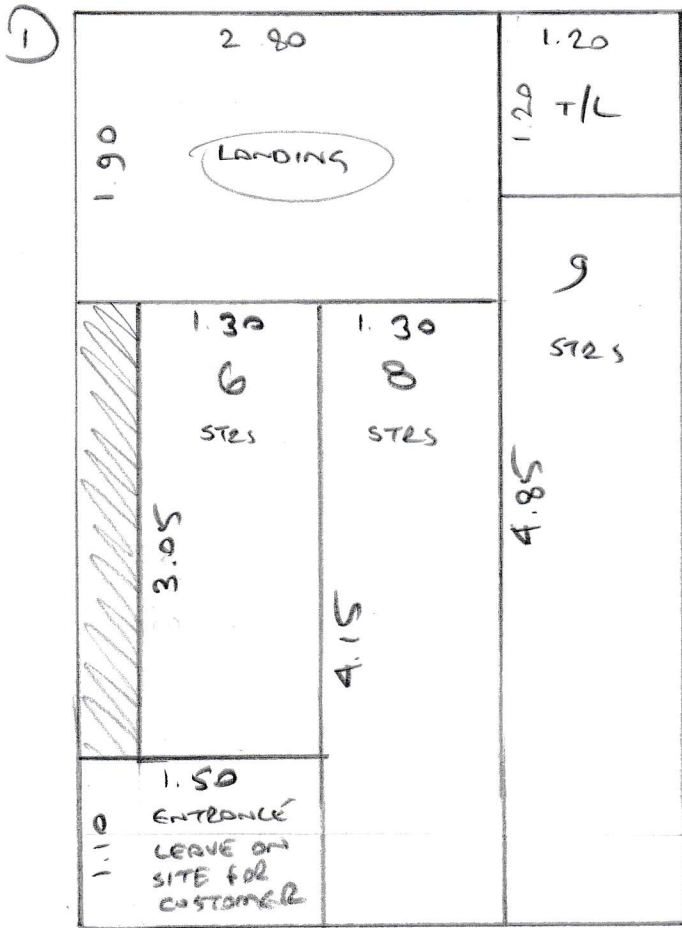 1
2.80
1.20
1.90
LANDING
1.20
T/L
9
STRS
1.30
6
STRS
1.30
8
STRS
3.05
4.15
4.85
1.50
ENTRANCE
1.10
LEAVE ON
SITE FOR
CUSTOMER